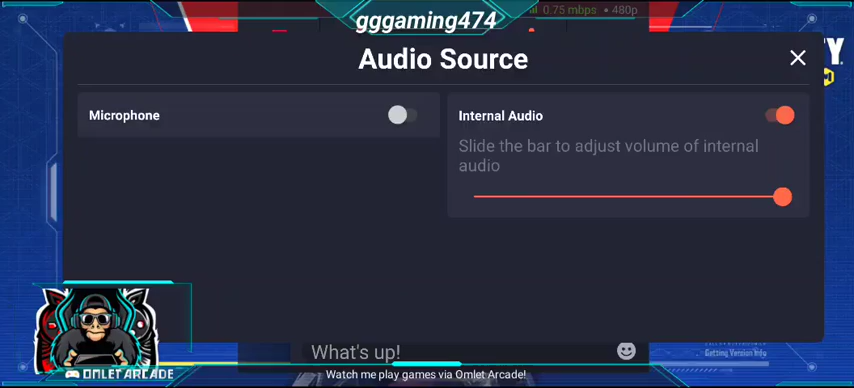 0.75 mbps • 480p
gggaming474
Audio Source
Microphone
Internal Audio
Slide the bar to adjust volume of internal
audio
OMLET ARCADE
What's up!
Getting Version Info
Watch me play games via Omlet Arcade!